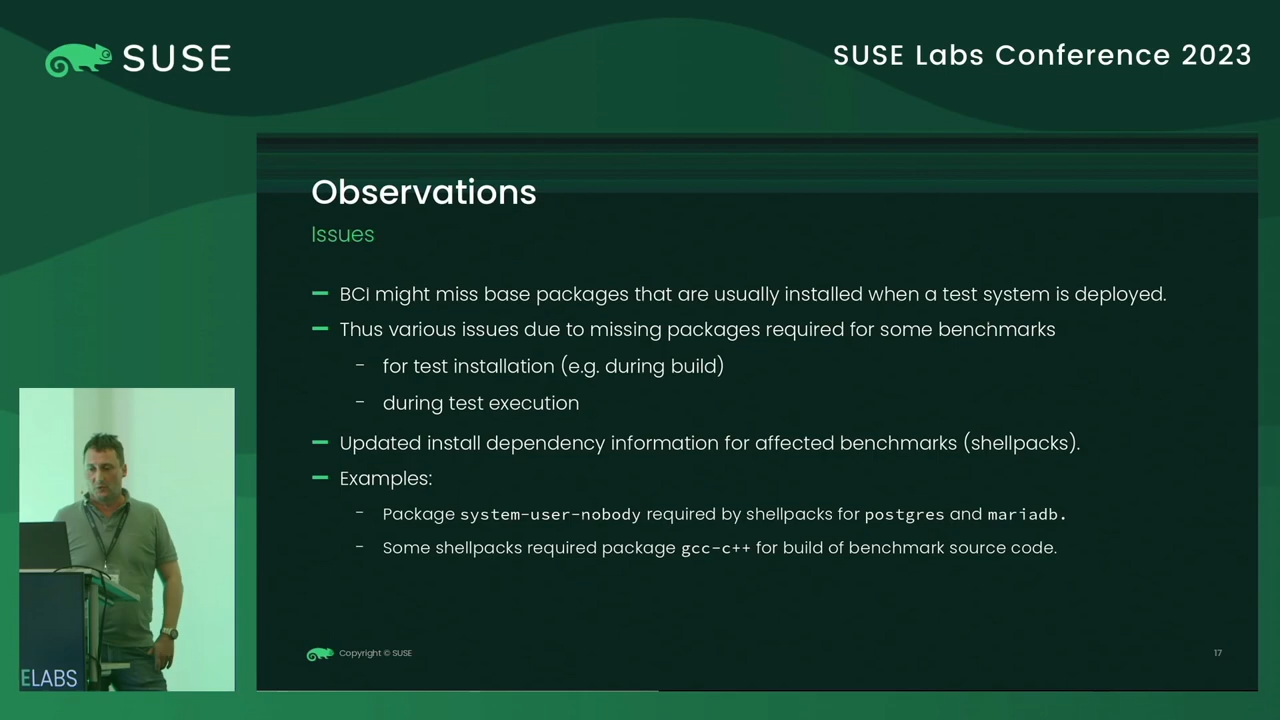 SUSE
SUSE Labs Conference 2023
Observations
Issues
BCI might miss base packages that are usually installed when a test system is deployed.
Thus various issues due to missing packages required for some benchmarks
- for test installation (e.g. during build)
- during test execution
Updated install dependency information for affected benchmarks (shellpacks).
Examples:
- Package system-user-nobody required by shellpacks for postgres and mariadb.
- Some shellpacks required package gcc-c++ for build of benchmark source code.
ELABS
Copyright © SUSE
17